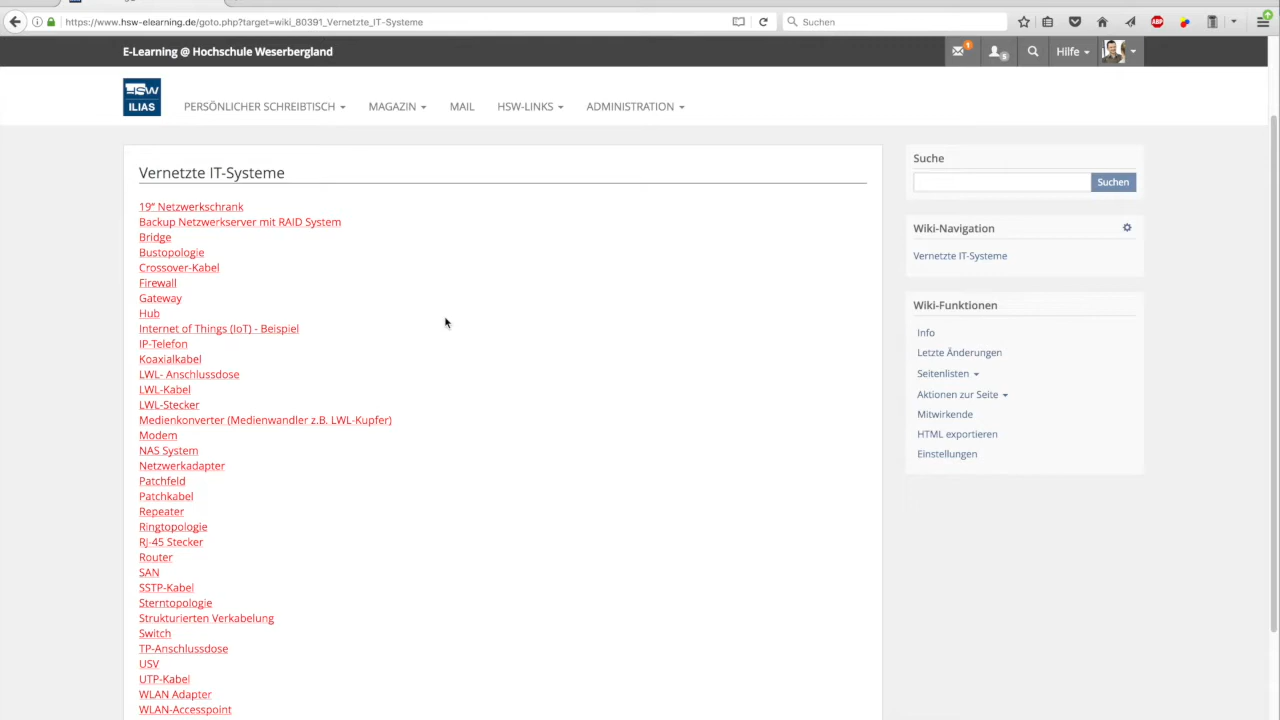 https://www.hsw-elearning.de/goto.php?target=wiki_80391_Vernetzte_IT-Systeme
Suchen
ABP
E-Learning @ Hochschule Weserbergland
1
5
Hilfe
HSW
ILIAS
PERSÖNLICHER SCHREIBTISCH
MAGAZIN
MAIL
HSW-LINKS
ADMINISTRATION
Vernetzte IT-Systeme
19" Netzwerkschrank
Backup Netzwerkserver mit RAID System
Bridge
Bustopologie
Crossover-Kabel
Firewall
Gateway
Hub
Internet of Things (IoT) - Beispiel
IP-Telefon
Koaxialkabel
LWL- Anschlussdose
LWL-Kabel
LWL-Stecker
Medienkonverter (Medienwandler z.B. LWL-Kupfer)
Modem
NAS System
Netzwerkadapter
Patchfeld
Patchkabel
Repeater
Ringtopologie
RJ-45 Stecker
Router
SAN
SSTP-Kabel
Sterntopologie
Strukturierten Verkabelung
Switch
TP-Anschlussdose
USV
UTP-Kabel
WLAN Adapter
WLAN-Accesspoint
Suche
Suchen
Wiki-Navigation
Vernetzte IT-Systeme
Wiki-Funktionen
Info
Letzte Änderungen
Seitenlisten
Aktionen zur Seite
Mitwirkende
HTML exportieren
Einstellungen